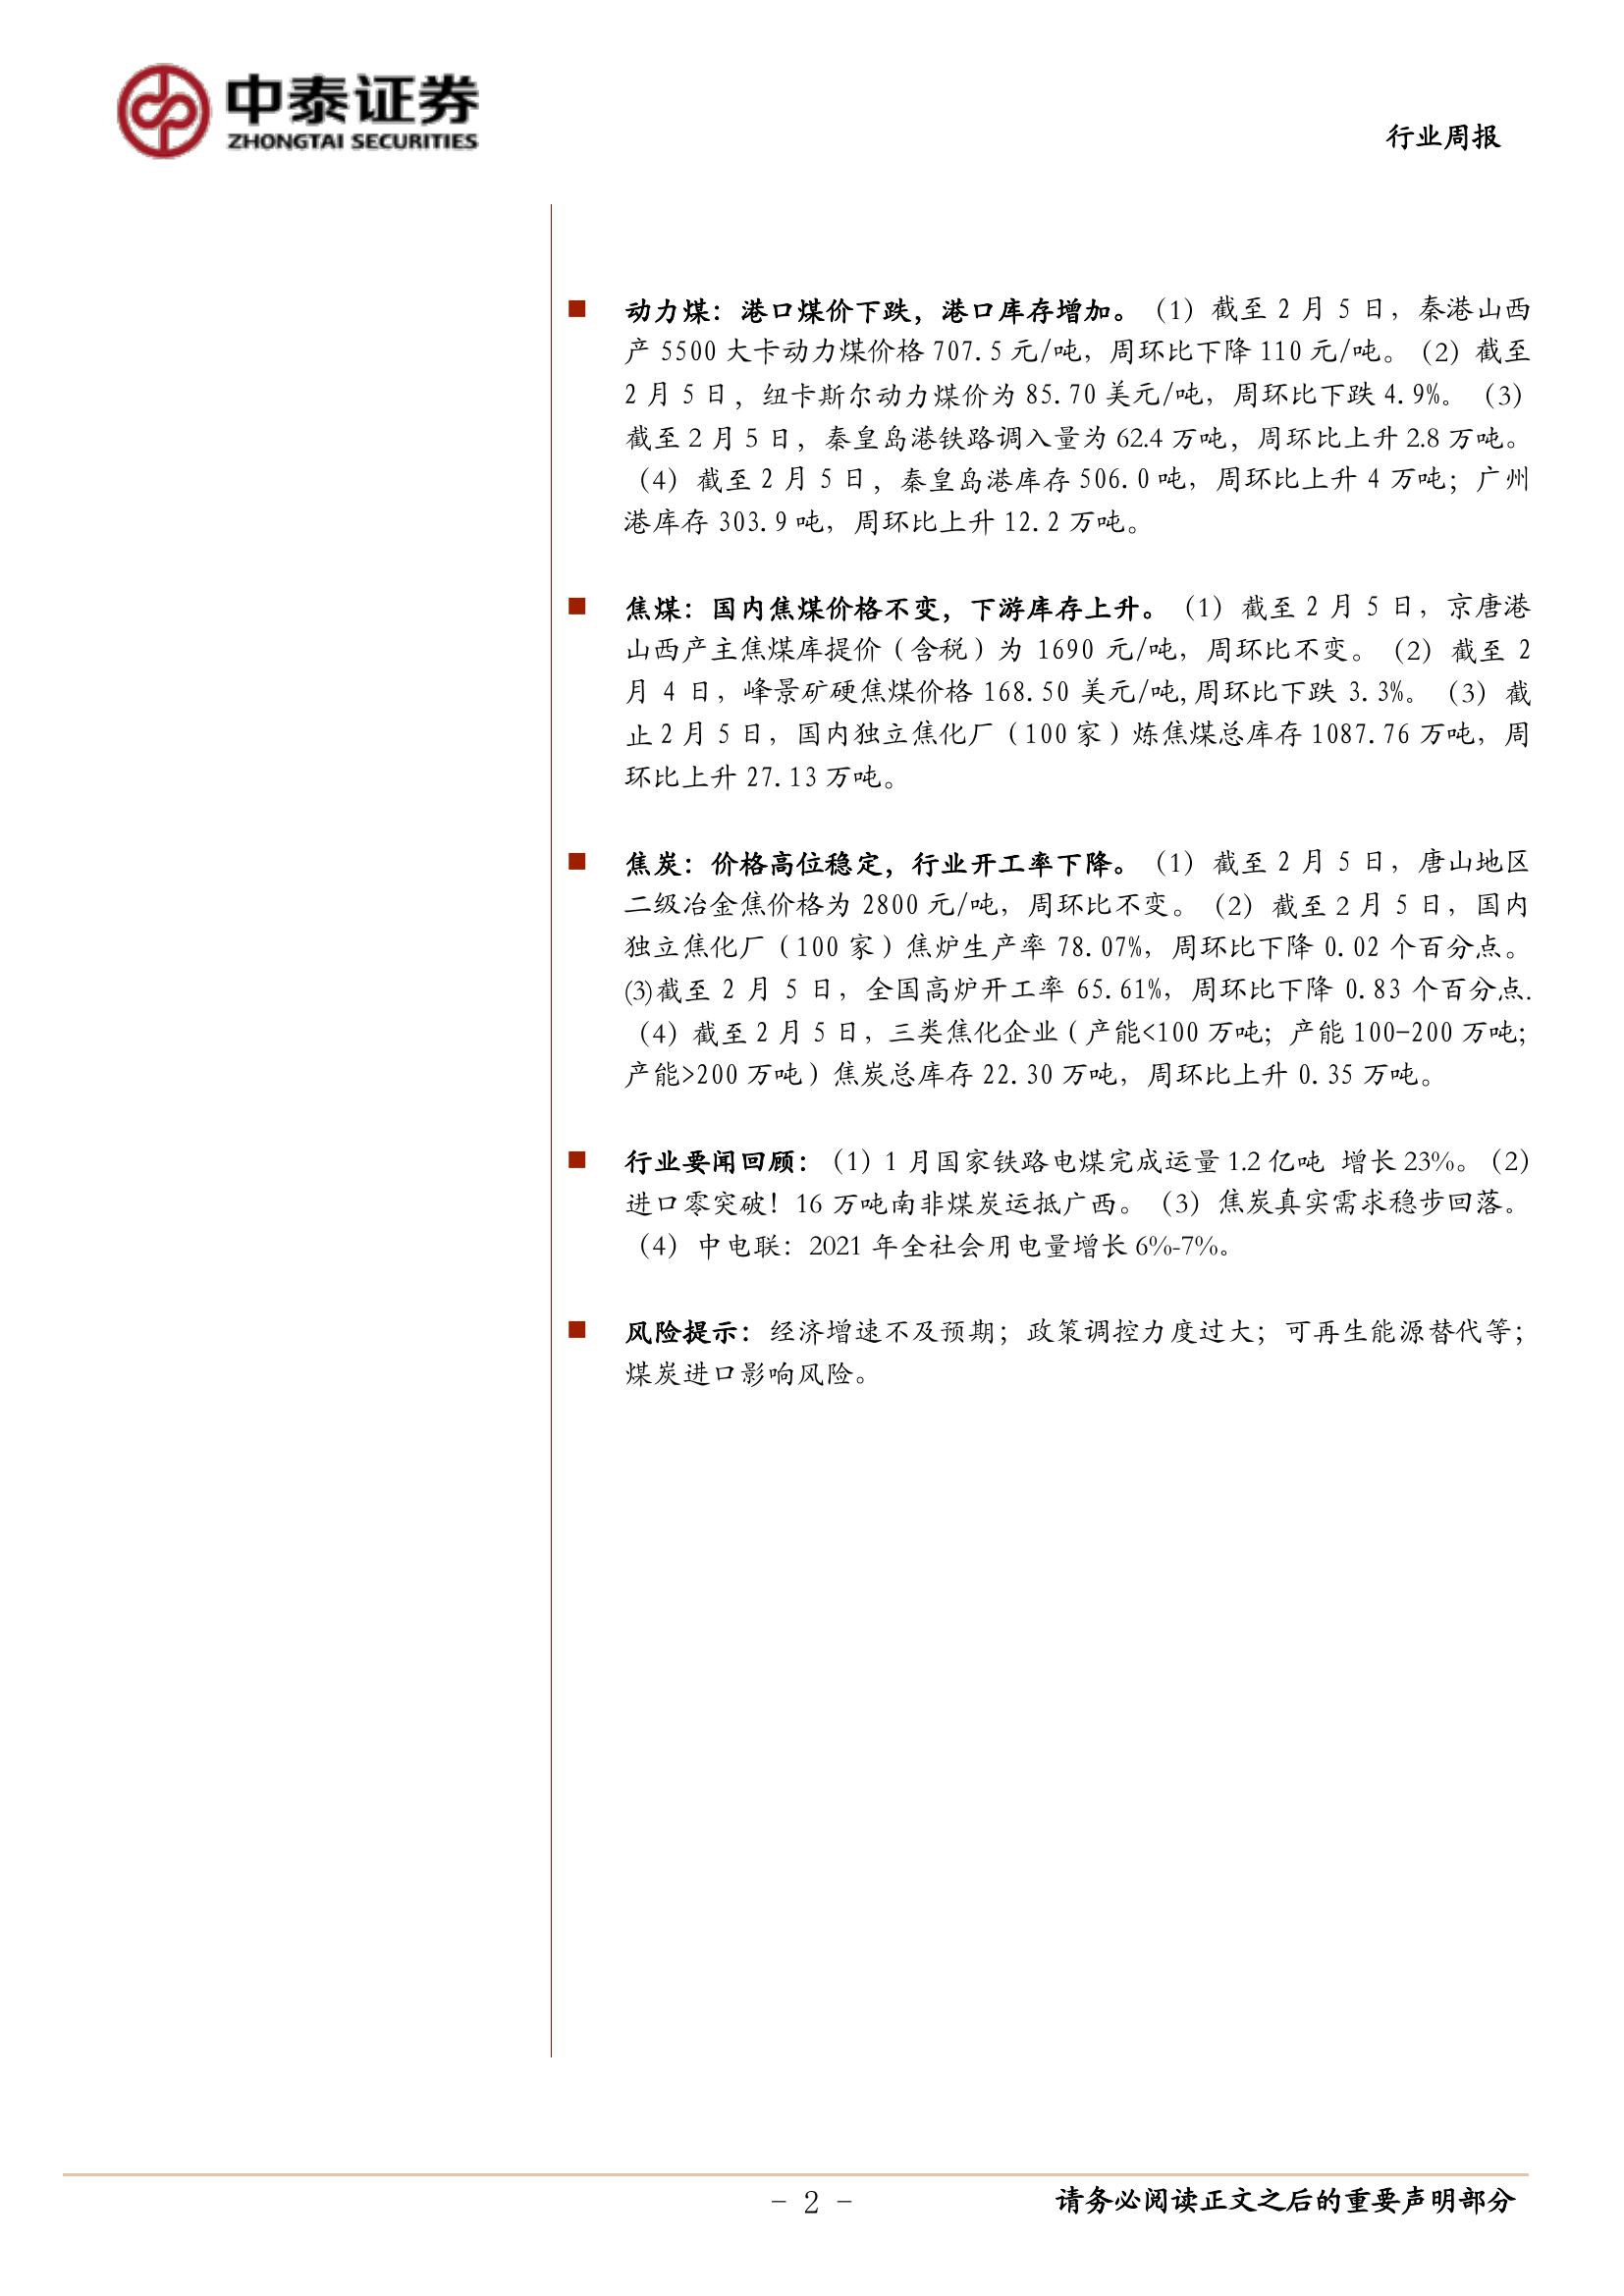 中泰证券
ZHONGTAI SECURITIES
行业周报
动力煤：港口煤价下跌，港口库存增加。（1）截至 2 月 5 日，秦港山西
产 5500 大卡动力煤价格 707.5 元/吨，周环比下降 110 元/吨。（2）截至
2 月 5 日，纽卡斯尔动力煤价为 85.70 美元/吨，周环比下跌 4.9%。（3）
截至 2 月 5 日，秦皇岛港铁路调入量为 62.4 万吨，周环比上升 2.8 万吨。
（4）截至 2 月 5 日，秦皇岛港库存 506.0 吨，周环比上升 4 万吨；广州
港库存 303.9 吨，周环比上升 12.2 万吨。
焦煤：国内焦煤价格不变，下游库存上升。（1）截至 2 月 5 日，京唐港
山西产主焦煤库提价（含税）为 1690 元/吨，周环比不变。（2）截至 2
月 4 日，峰景矿硬焦煤价格 168.50 美元/吨,周环比下跌 3.3%。（3）截
止 2 月 5 日，国内独立焦化厂（100 家）炼焦煤总库存 1087.76 万吨，周
环比上升 27.13 万吨。
焦炭：价格高位稳定，行业开工率下降。（1）截至 2 月 5 日，唐山地区
二级冶金焦价格为 2800 元/吨，周环比不变。（2）截至 2 月 5 日，国内
独立焦化厂（100 家）焦炉生产率 78.07%，周环比下降 0.02 个百分点。
(3)截至 2 月 5 日，全国高炉开工率 65.61%，周环比下降 0.83 个百分点.
（4）截至 2 月 5 日，三类焦化企业（产能<100 万吨；产能 100-200 万吨；
产能>200 万吨）焦炭总库存 22.30 万吨，周环比上升 0.35 万吨。
行业要闻回顾：（1）1 月国家铁路电煤完成运量 1.2 亿吨 增长 23%。（2）
进口零突破！16 万吨南非煤炭运抵广西。（3）焦炭真实需求稳步回落。
（4）中电联：2021 年全社会用电量增长 6%-7%。
风险提示：经济增速不及预期；政策调控力度过大；可再生能源替代等；
煤炭进口影响风险。
- 2 -
请务必阅读正文之后的重要声明部分